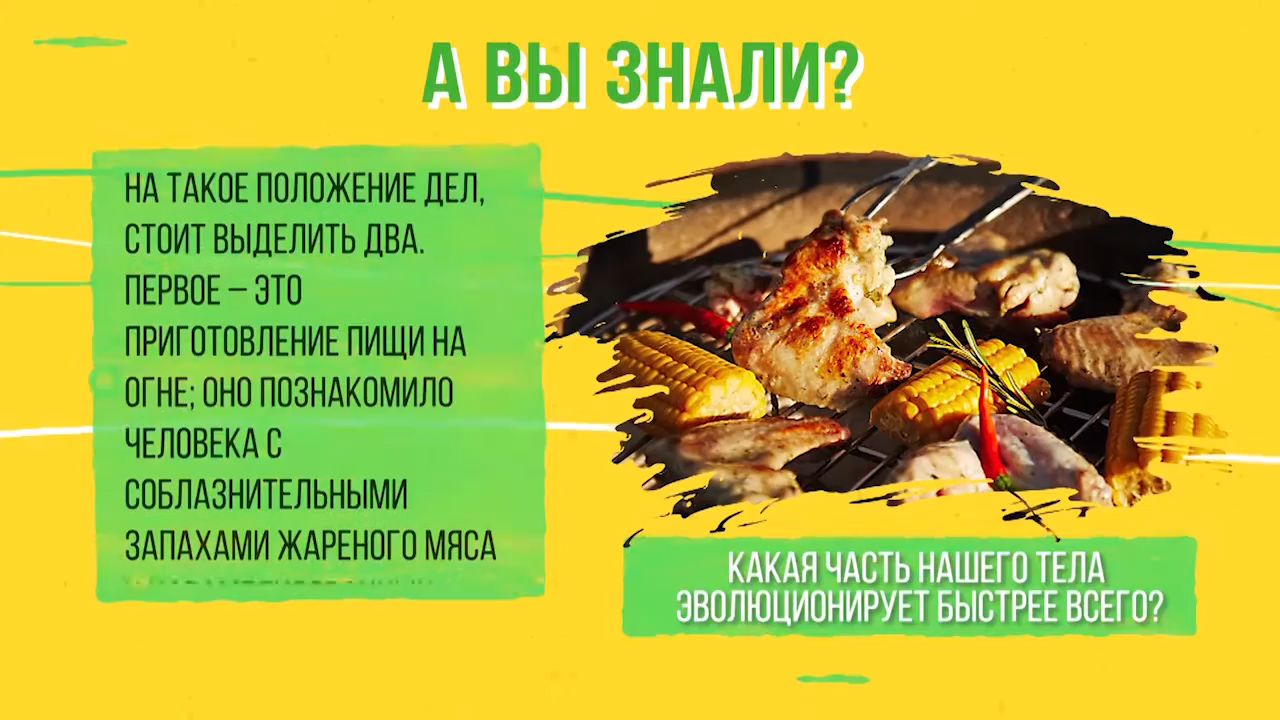 А ВЫ ЗНАЛИ?
НА ТАКОЕ ПОЛОЖЕНИЕ ДЕЛ,
СТОИТ ВЫДЕЛИТЬ ДВА.
ПЕРВОЕ – ЭТО
ПРИГОТОВЛЕНИЕ ПИЩИ НА
ОГНЕ; ОНО ПОЗНАКОМИЛО
ЧЕЛОВЕКА С
СОБЛАЗНИТЕЛЬНЫМИ
ЗАПАХАМИ ЖАРЕНОГО МЯСА
КАКАЯ ЧАСТЬ НАШЕГО ТЕЛА
ЭВОЛЮЦИОНИРУЕТ БЫСТРЕЕ ВСЕГО?